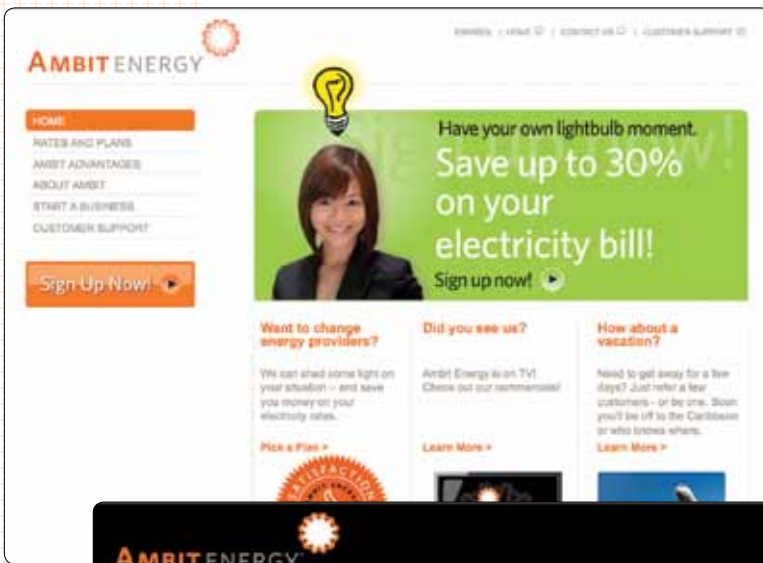 AMBIT ENERGY
ESPAÑOL | HOME | CONTACT US | CUSTOMER SUPPORT
HOME
RATES AND PLANS
AMBIT ADVANTAGES
ABOUT AMBIT
START A BUSINESS
CUSTOMER SUPPORT
Sign Up Now!
Have your own lightbulb moment.
Save up to 30%
on your
electricity bill!
Sign up now!
Want to change
energy providers?
We can shed some light on
your situation – and save
you money on your
electricity rates.
Pick a Plan >
Did you see us?
Ambit Energy is on TV!
Check out our commercials!
Learn More >
How about a
vacation?
Need to get away for a few
days? Just refer a few
customers - or be one. Soon
you'll be off to the Caribbean
or who knows where.
Learn More >
SATISFACTION
AMBIT ENERGY